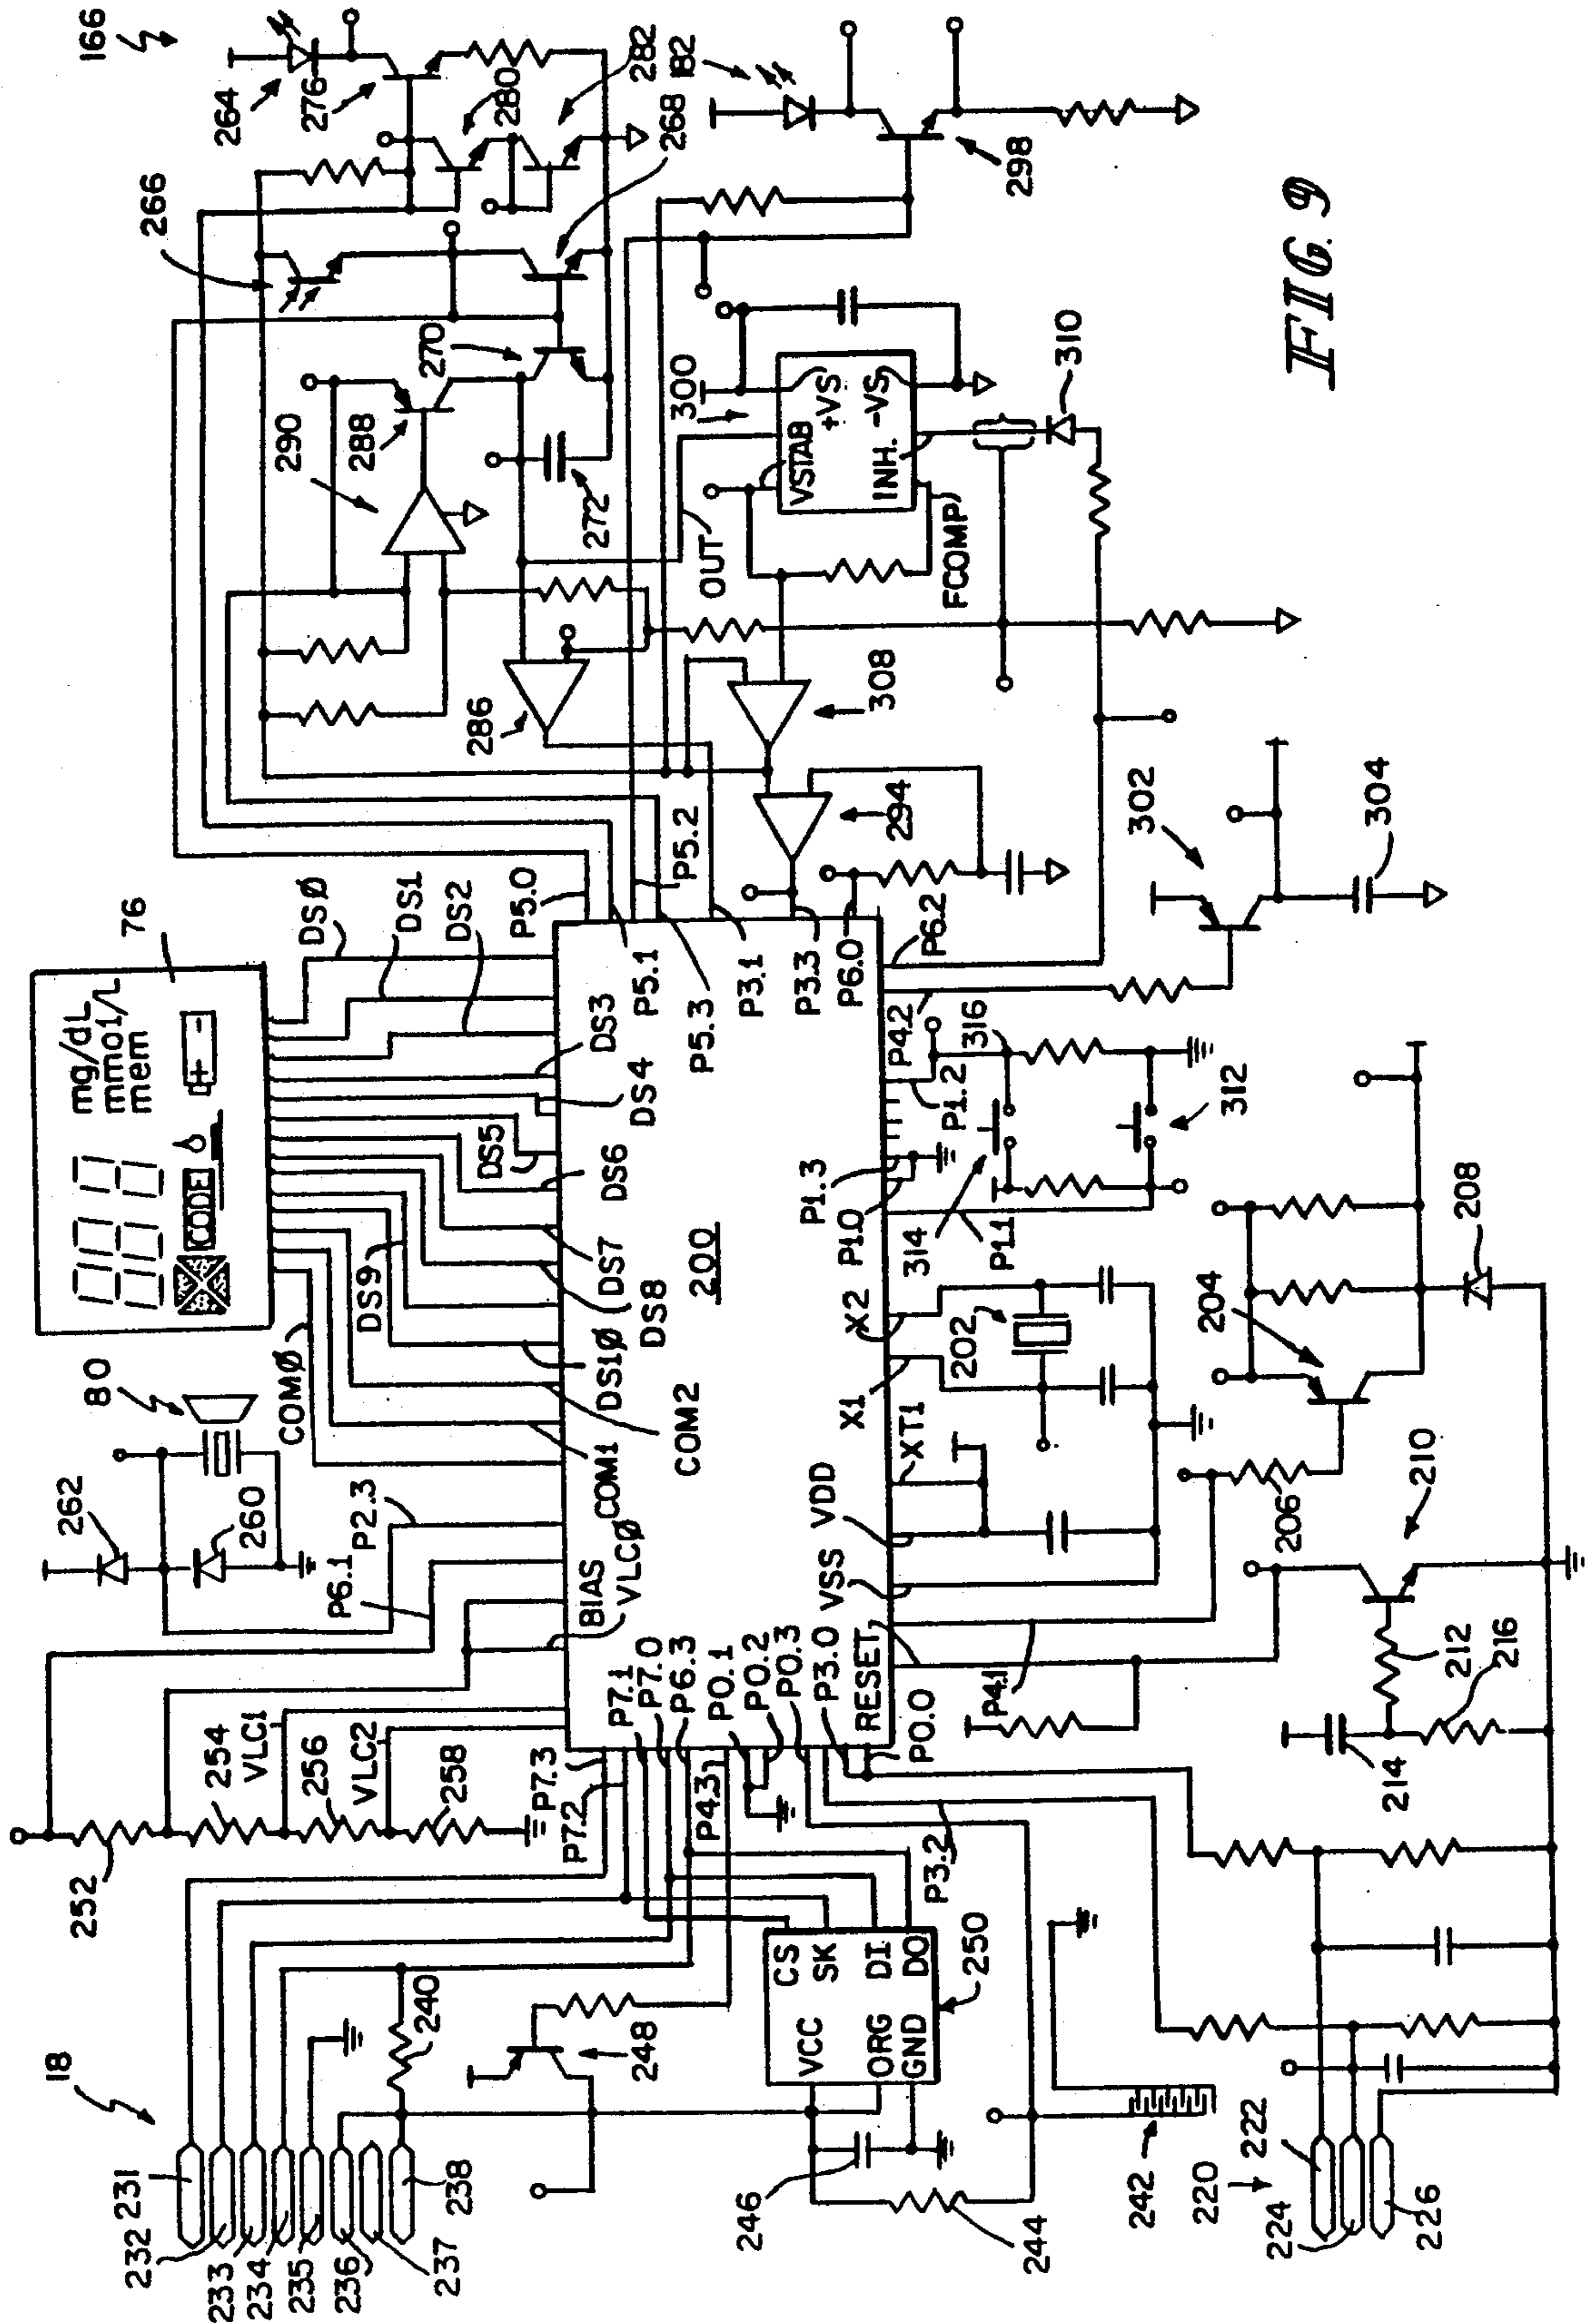 18
231
232
233
234
235
236
237
238
240
248
VCC
ORG
GND
CS
SK
DI
DO
250
246
244
242
220
222
224
226
252
254
VLC1
256
VLC2
258
P7.3
P7.2
P7.1
P7.0
P6.3
P4.3
P0.1
P0.2
P0.3
P3.0
RESET
P0.0
P3.2
262
260
80
P6.1
P2.3
BIAS
VLCØ
COMØ
COM1
COM2
76
mg/dL
mmol/L
mem
CODE
+ -
DSØ
DS1
DS2
DS3
DS4
DS5
DS6
DS7
DS8
DS9
DS1Ø
200
P5.0
P5.1
P5.2
P5.3
P3.1
P3.3
P6.0
P6.2
P4.2
P1.2
P1.3
P1.0
P1.1
X2
X1
XT1
VDD
VSS
P4.1
202
204
206
208
210
212
214
216
312
314
316
302
304
166
264
276
280
282
266
268
270
290
288
272
286
182
298
300
OUT
VSTAB
+VS
-VS
INH.
FCOMP
308
294
310
FIG. 9